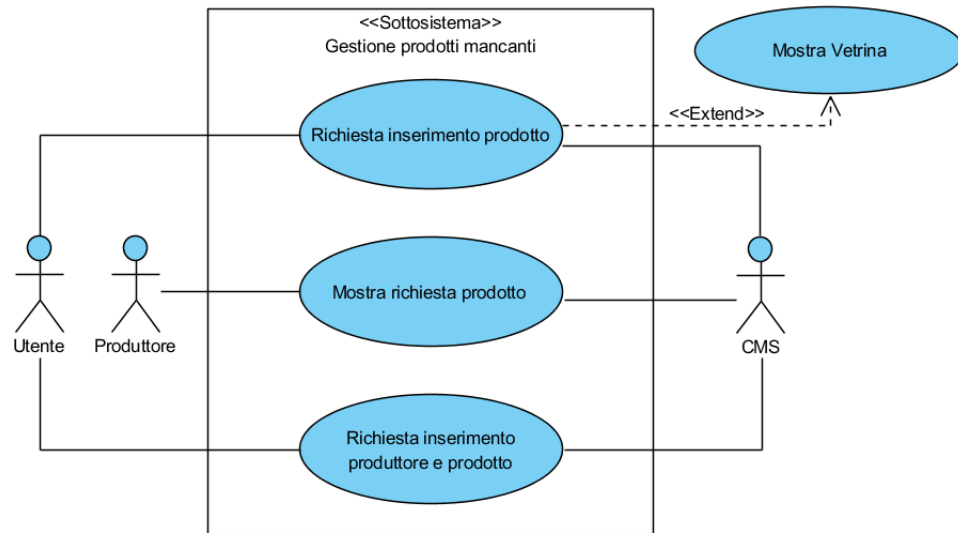 <<Sottosistema>>
Gestione prodotti mancanti
Mostra Vetrina
<<Extend>>
Richiesta inserimento prodotto
Mostra richiesta prodotto
Utente
Produttore
CMS
Richiesta inserimento
produttore e prodotto